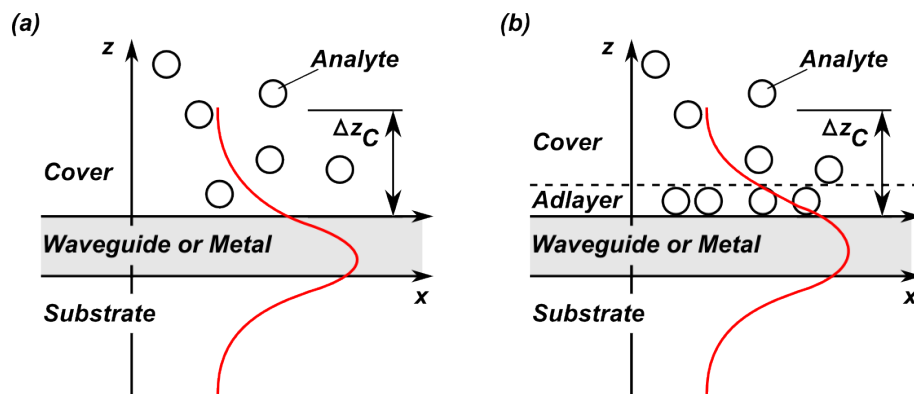 (a)
z
Analyte
Δz_C
Cover
Waveguide or Metal
x
Substrate
(b)
z
Analyte
Δz_C
Cover
Adlayer
Waveguide or Metal
x
Substrate